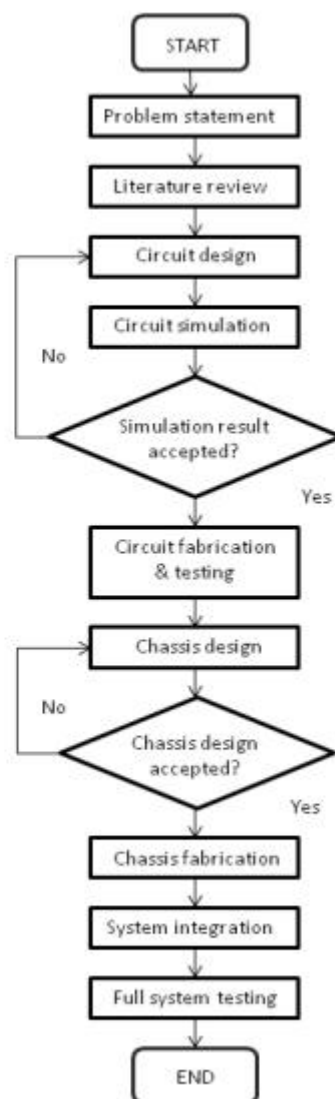 START
Problem statement
Literature review
Circuit design
Circuit simulation
No
Simulation result
accepted?
Yes
Circuit fabrication
& testing
Chassis design
No
Chassis design
accepted?
Yes
Chassis fabrication
System integration
Full system testing
END